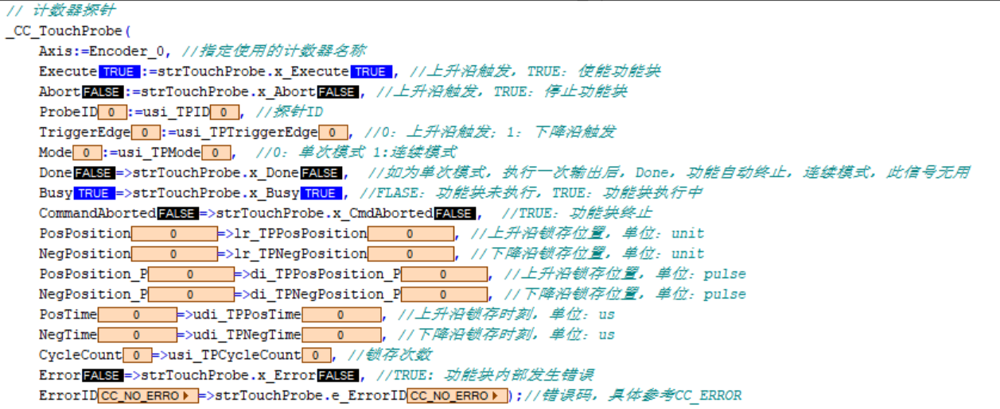 // 计数器探针
_CC_TouchProbe(
Axis:=Encoder_0, //指定使用的计数器名称
Execute TRUE :=strTouchProbe.x_Execute TRUE , //上升沿触发，TRUE：使能功能块
Abort FALSE :=strTouchProbe.x_Abort FALSE , //上升沿触发，TRUE：停止功能块
ProbeID 0 :=usi_TPID 0 , //探针ID
TriggerEdge 0 :=usi_TPTriggerEdge 0 , //0：上升沿触发；1：下降沿触发
Mode 0 :=usi_TPMode 0 , //0：单次模式 1:连续模式
Done FALSE =>strTouchProbe.x_Done FALSE , //如为单次模式，执行一次输出后，Done，功能自动终止，连续模式，此信号无用
Busy TRUE =>strTouchProbe.x_Busy TRUE , //FLASE：功能块未执行，TRUE：功能块执行中
CommandAborted FALSE =>strTouchProbe.x_CmdAborted FALSE , //TRUE：功能块终止
PosPosition 0 =>lr_TPPosPosition 0 , //上升沿锁存位置，单位：unit
NegPosition 0 =>lr_TPNegPosition 0 , //下降沿锁存位置，单位：unit
PosPosition_P 0 =>di_TPPosPosition_P 0 , //上升沿锁存位置，单位：pulse
NegPosition_P 0 =>di_TPNegPosition_P 0 , //下降沿锁存位置，单位：pulse
PosTime 0 =>udi_TPPosTime 0 , //上升沿锁存时刻，单位：us
NegTime 0 =>udi_TPNegTime 0 , //下降沿锁存时刻，单位：us
CycleCount 0 =>usi_TPCycleCount 0 , //锁存次数
Error FALSE =>strTouchProbe.x_Error FALSE , //TRUE：功能块内部发生错误
ErrorID CC_NO_ERRO =>strTouchProbe.e_ErrorID CC_NO_ERRO );//错误码，具体参考CC_ERROR